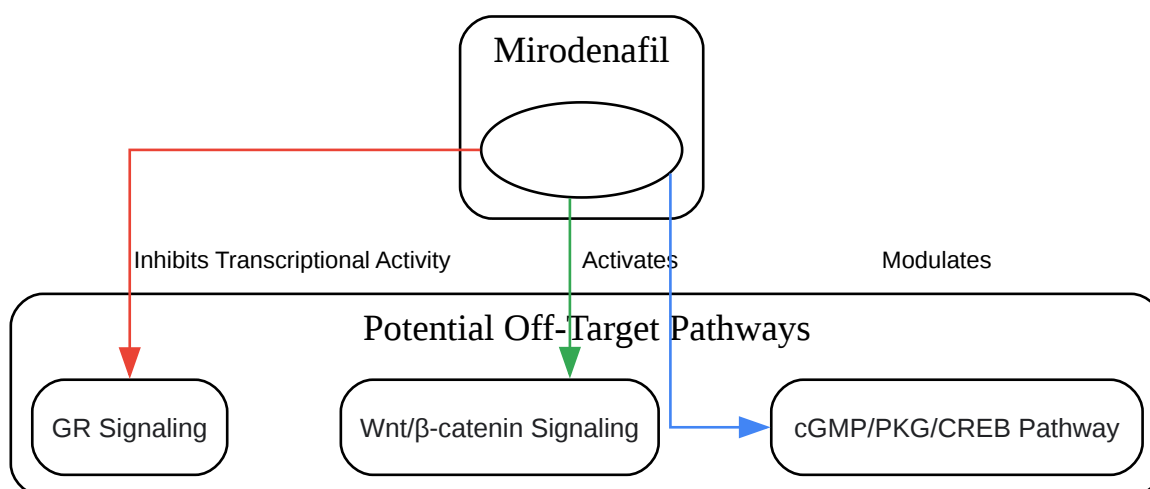 Mirodenafil
Inhibits Transcriptional Activity
Activates
Modulates
Potential Off-Target Pathways
GR Signaling
Wnt/β-catenin Signaling
cGMP/PKG/CREB Pathway